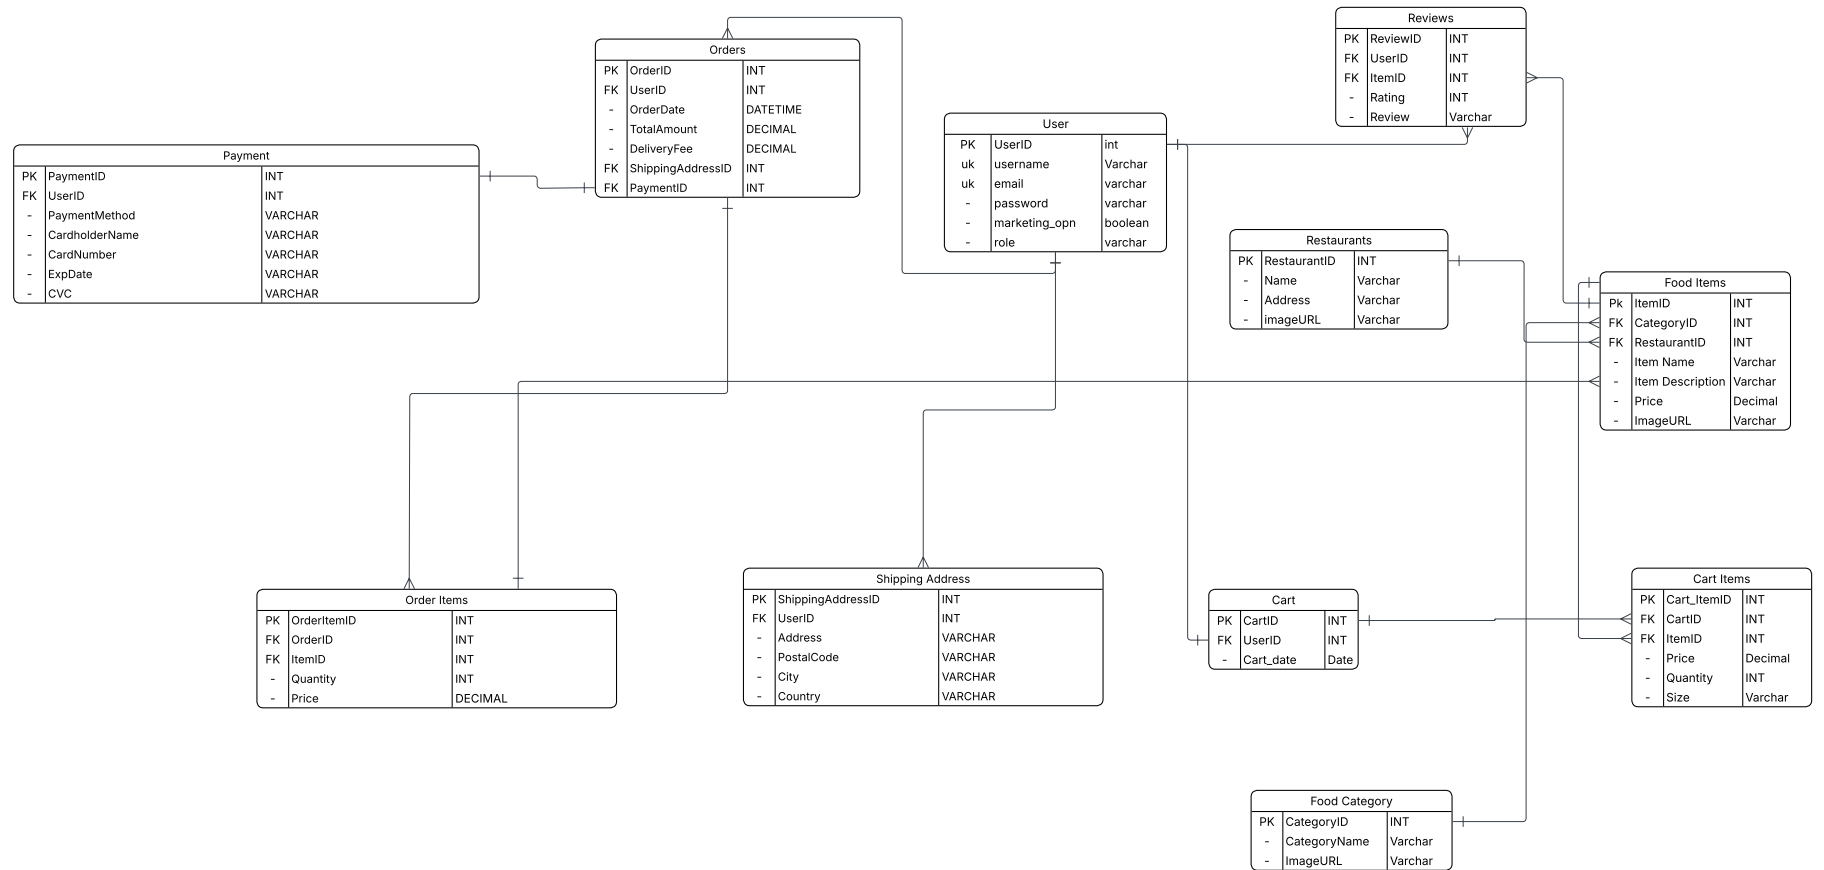 Reviews
PK ReviewID INT
FK UserID INT
FK ItemID INT
- Rating INT
- Review Varchar
Orders
PK OrderID INT
FK UserID INT
- OrderDate DATETIME
- TotalAmount DECIMAL
- DeliveryFee DECIMAL
FK ShippingAddressID INT
FK PaymentID INT
User
PK UserID int
uk username Varchar
uk email varchar
- password varchar
- marketing_opn boolean
- role varchar
Payment
PK PaymentID INT
FK UserID INT
- PaymentMethod VARCHAR
- CardholderName VARCHAR
- CardNumber VARCHAR
- ExpDate VARCHAR
- CVC VARCHAR
Restaurants
PK RestaurantID INT
- Name Varchar
- Address Varchar
- imageURL Varchar
Food Items
Pk ItemID INT
FK CategoryID INT
FK RestaurantID INT
- Item Name Varchar
- Item Description Varchar
- Price Decimal
- ImageURL Varchar
Order Items
PK OrderItemID INT
FK OrderID INT
FK ItemID INT
- Quantity INT
- Price DECIMAL
Shipping Address
PK ShippingAddressID INT
FK UserID INT
- Address VARCHAR
- PostalCode VARCHAR
- City VARCHAR
- Country VARCHAR
Cart
PK CartID INT
FK UserID INT
- Cart_date Date
Cart Items
PK Cart_ItemID INT
FK CartID INT
FK ItemID INT
- Price Decimal
- Quantity INT
- Size Varchar
Food Category
PK CategoryID INT
- CategoryName Varchar
- ImageURL Varchar